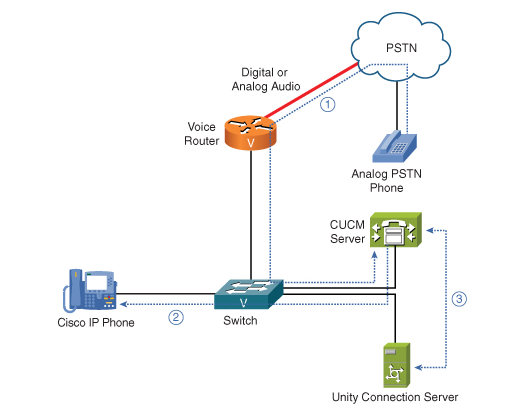 PSTN
Digital or
Analog Audio
1
Voice
Router
V
Analog PSTN
Phone
CUCM
Server
3
V
2
Cisco IP Phone
Switch
Unity Connection Server